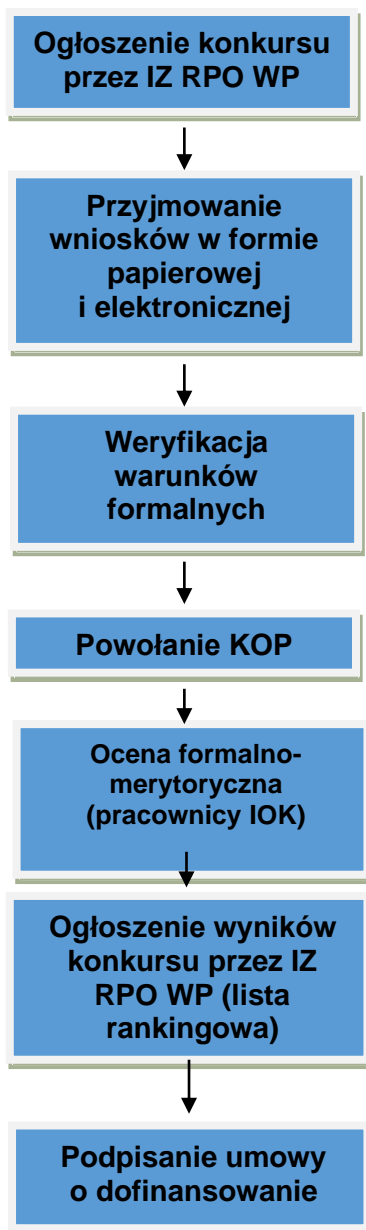 Ogłoszenie konkursu
przez IZ RPO WP
Przyjmowanie
wniosków w formie
papierowej
i elektronicznej
Weryfikacja
warunków
formalnych
Powołanie KOP
Ocena formalno-
merytoryczna
(pracownicy IOK)
Ogłoszenie wyników
konkursu przez IZ
RPO WP (lista
rankingowa)
Podpisanie umowy
o dofinansowanie